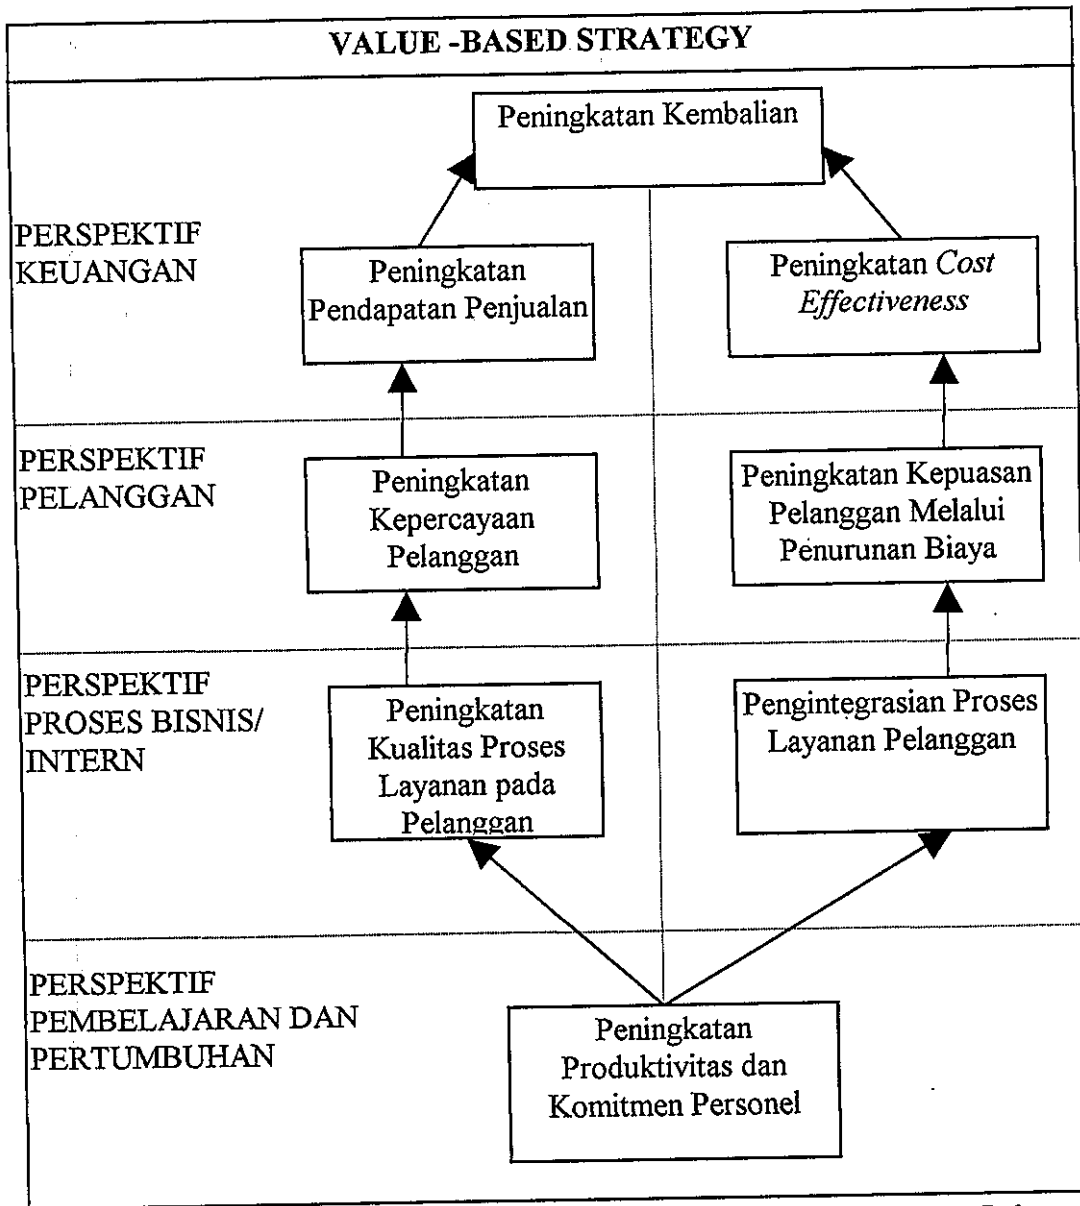 VALUE -BASED STRATEGY
Peningkatan Kembalian
PERSPEKTIF
KEUANGAN
Peningkatan
Pendapatan Penjualan
Peningkatan Cost
Effectiveness
PERSPEKTIF
PELANGGAN
Peningkatan
Kepercayaan
Pelanggan
Peningkatan Kepuasan
Pelanggan Melalui
Penurunan Biaya
PERSPEKTIF
PROSES BISNIS/
INTERN
Peningkatan
Kualitas Proses
Layanan pada
Pelanggan
Pengintegrasian Proses
Layanan Pelanggan
PERSPEKTIF
PEMBELAJARAN DAN
PERTUMBUHAN
Peningkatan
Produktivitas dan
Komitmen Personel